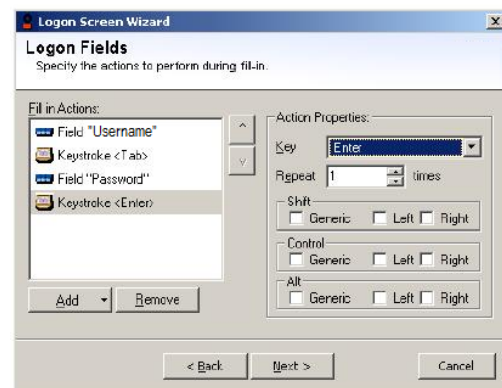 Logon Screen Wizard
Logon Fields
Specify the actions to perform during fill-in.
Fill in Actions:
Field "Username"
Keystroke <Tab>
Field "Password"
Keystroke <Enter>
Add
Remove
Action Properties:
Key Enter
Repeat 1 times
Shift
Generic Left Right
Control
Generic Left Right
Alt
Generic Left Right
< Back
Next >
Cancel